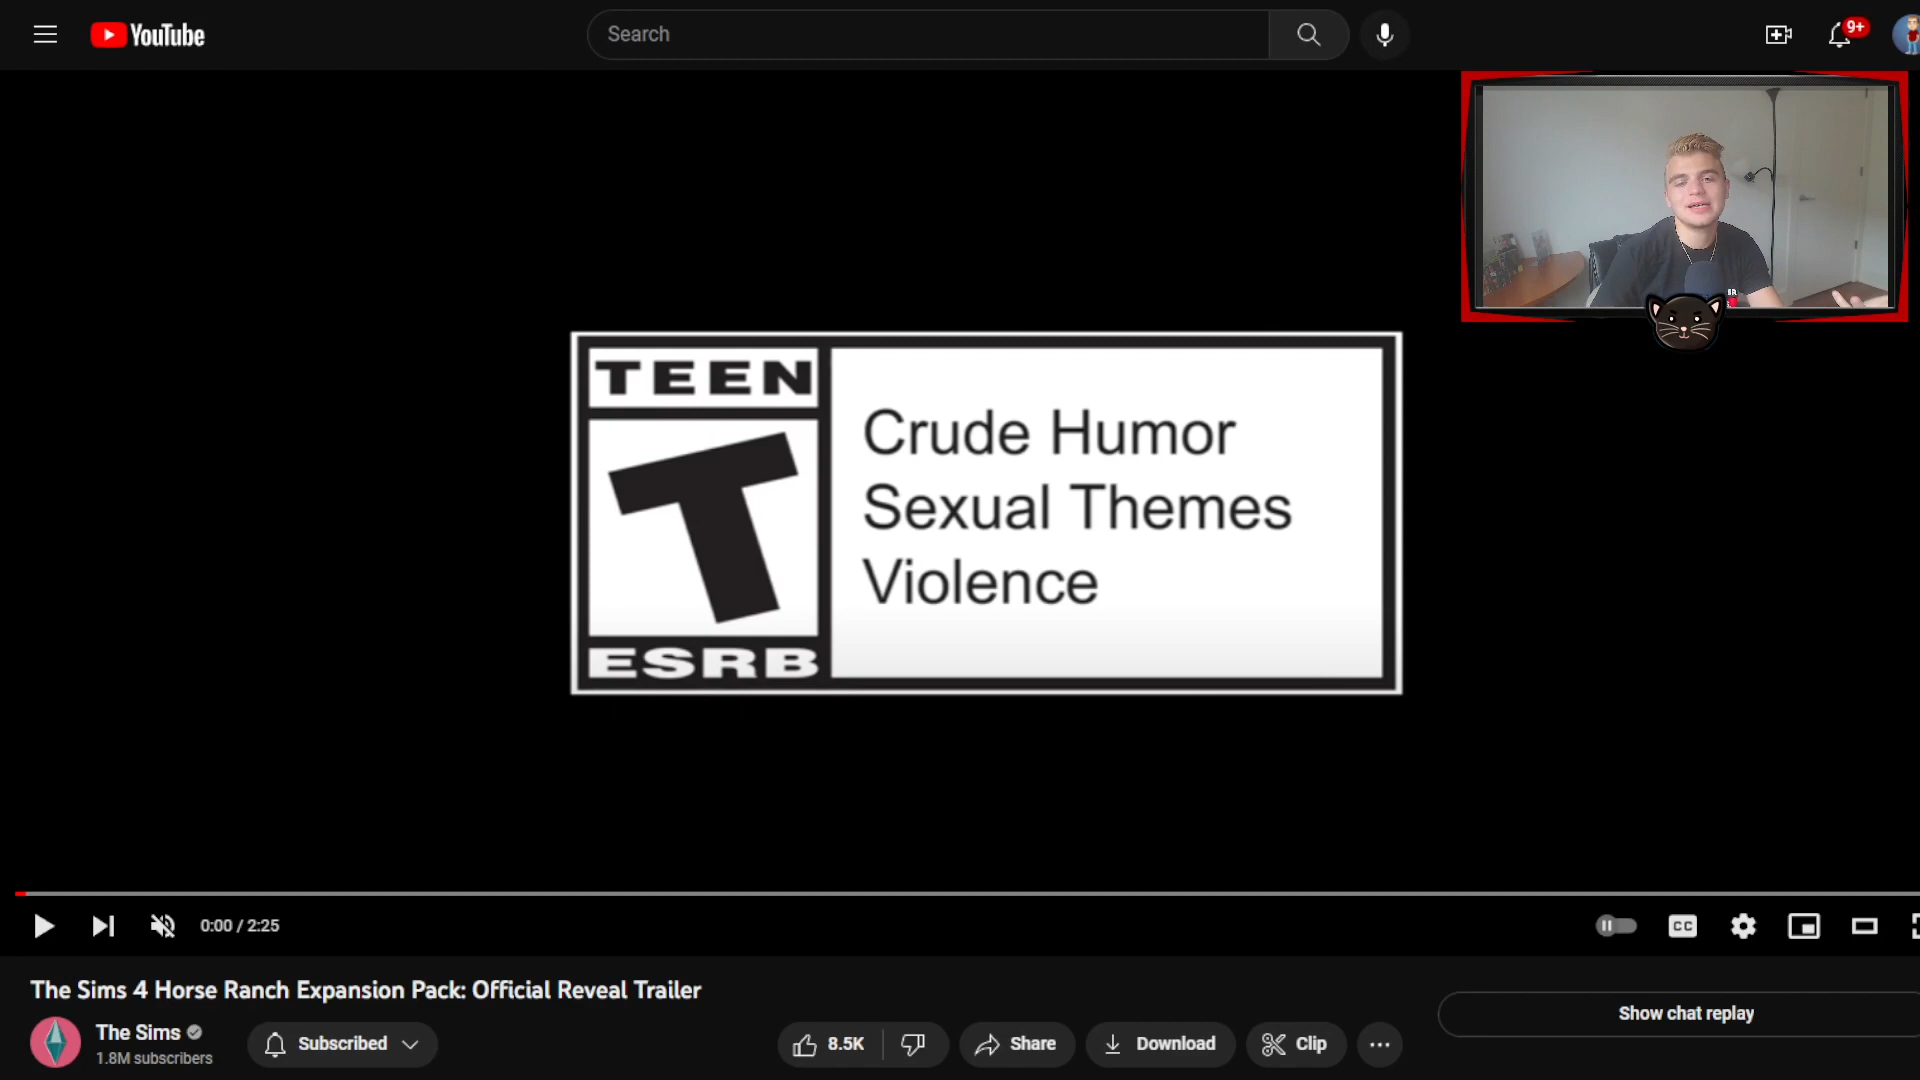 YouTube
Search
9+
TEEN
T
ESRB
Crude Humor
Sexual Themes
Violence
0:00 / 2:25
CC
The Sims 4 Horse Ranch Expansion Pack: Official Reveal Trailer
The Sims
1.8M subscribers
Subscribed
8.5K
Share
Download
Clip
Show chat replay